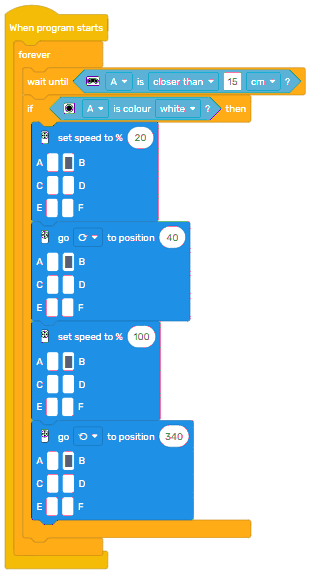 When program starts
forever
wait until A is closer than 15 cm ?
if A is colour white ? then
set speed to % 20
A B
C D
E F
go to position 40
A B
C D
E F
set speed to % 100
A B
C D
E F
go to position 340
A B
C D
E F